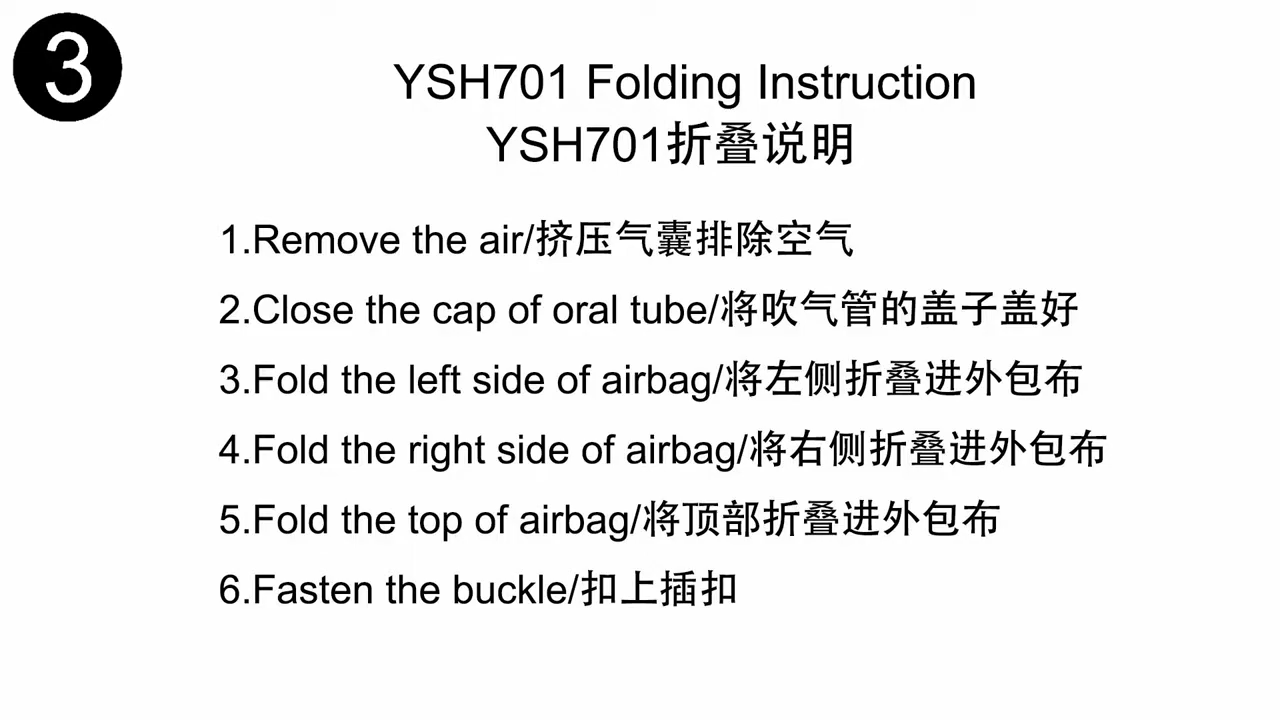 3
YSH701 Folding Instruction
YSH701折叠说明
1.Remove the air/挤压气囊排除空气
2.Close the cap of oral tube/将吹气管的盖子盖好
3.Fold the left side of airbag/将左侧折叠进外包布
4.Fold the right side of airbag/将右侧折叠进外包布
5.Fold the top of airbag/将顶部折叠进外包布
6.Fasten the buckle/扣上插扣